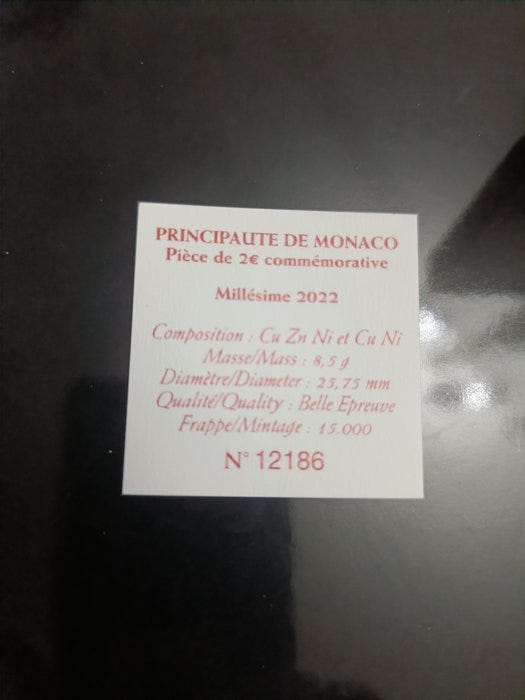 PRINCIPAUTE DE MONACO
Pièce de 2€ commémorative
Millésime 2022
Composition : Cu Zn Ni et Cu Ni
Masse/Mass : 8,5 g
Diamètre/Diameter : 25,75 mm
Qualité/Quality : Belle Epreuve
Frappe/Mintage : 15.000
N° 12186